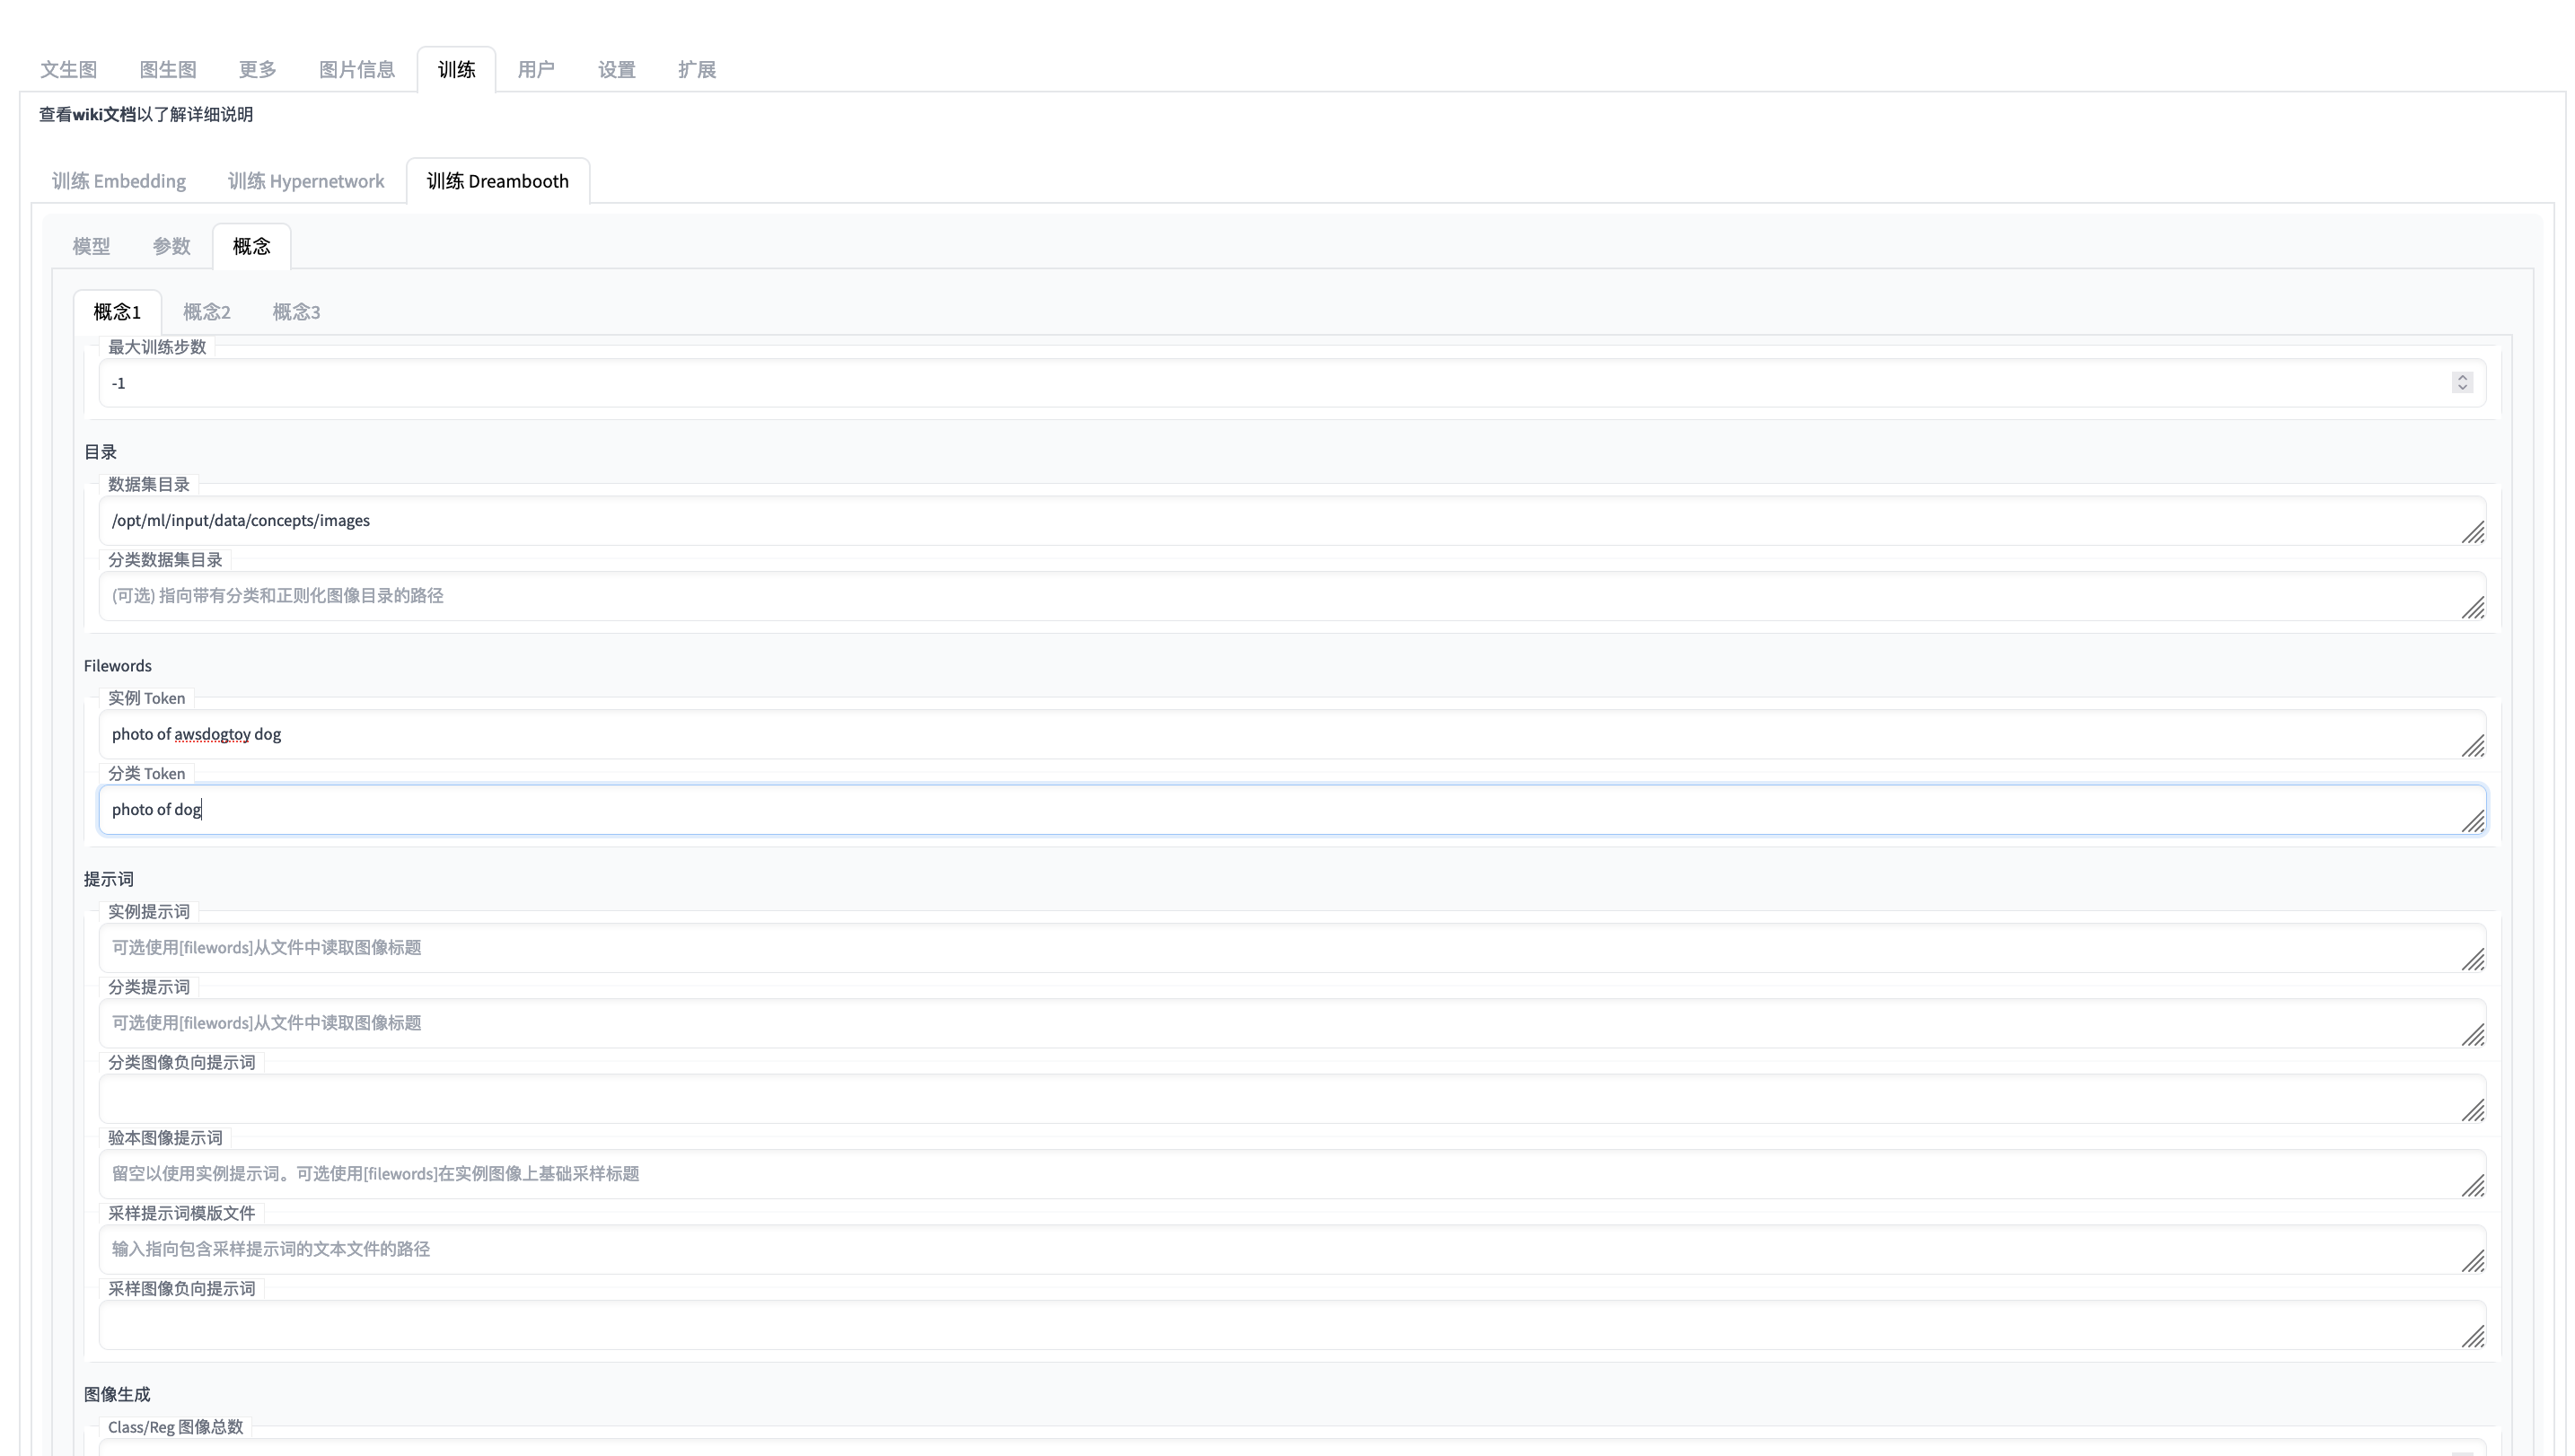 文生图 图生图 更多 图片信息 训练 用户 设置 扩展
查看wiki文档以了解详细说明
训练 Embedding 训练 Hypernetwork 训练 Dreambooth
模型 参数 概念
概念1 概念2 概念3
最大训练步数
-1
目录
数据集目录
/opt/ml/input/data/concepts/images
分类数据集目录
(可选) 指向带有分类和正则化图像目录的路径
Filewords
实例 Token
photo of awsdogtoy dog
分类 Token
photo of dog
提示词
实例提示词
可选使用[filewords]从文件中读取图像标题
分类提示词
可选使用[filewords]从文件中读取图像标题
分类图像负向提示词
验本图像提示词
留空以使用实例提示词。可选使用[filewords]在实例图像上基础采样标题
采样提示词模版文件
输入指向包含采样提示词的文本文件的路径
采样图像负向提示词
图像生成
Class/Reg 图像总数